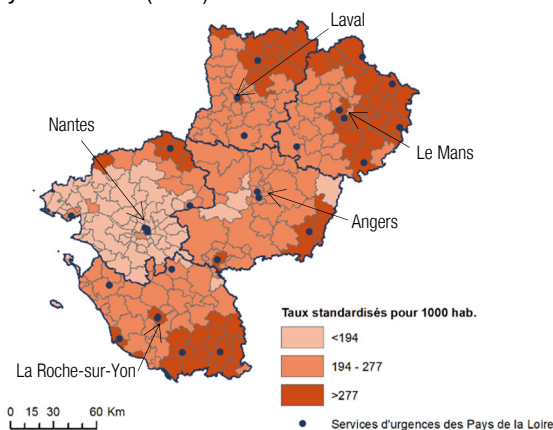 Laval
Nantes
Le Mans
Angers
La Roche-sur-Yon
Taux standardisés pour 1000 hab.
<194
194 - 277
>277
Services d'urgences des Pays de la Loire
0 15 30 60 Km